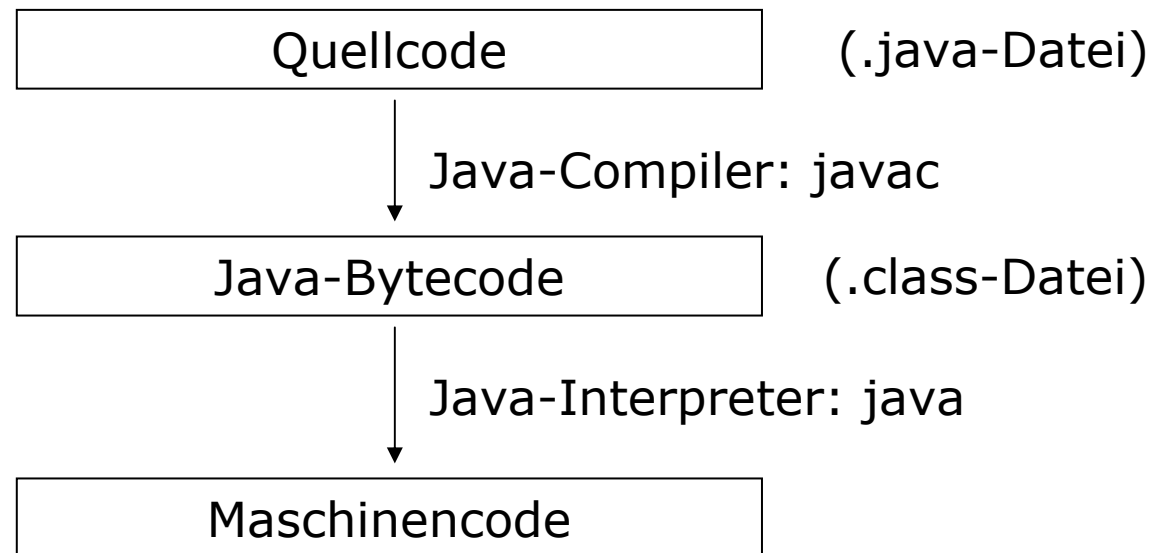 Quellcode (.java-Datei)
Java-Compiler: javac
Java-Bytecode (.class-Datei)
Java-Interpreter: java
Maschinencode